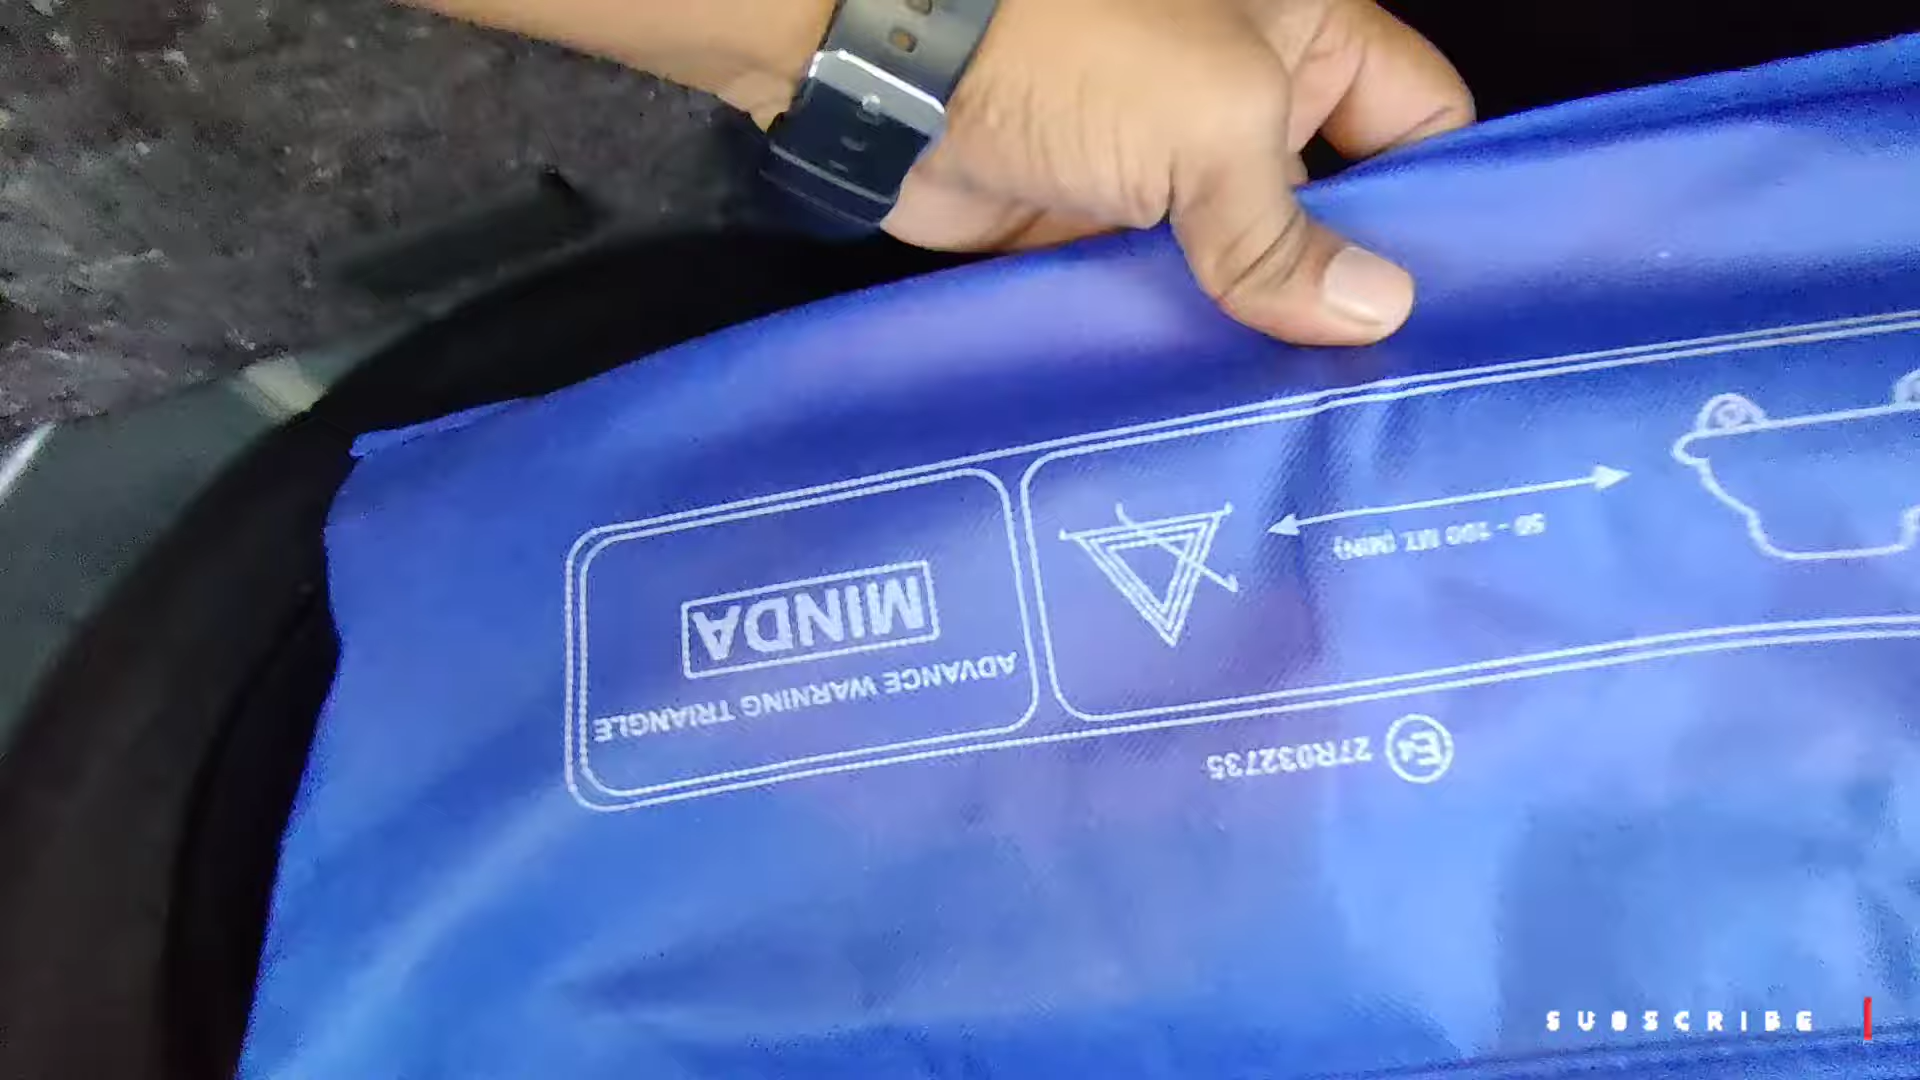 E4 27R032735
ADVANCE WARNING TRIANGLE
MINDA
50 - 100 MT (MIN)
SUBSCRIBE